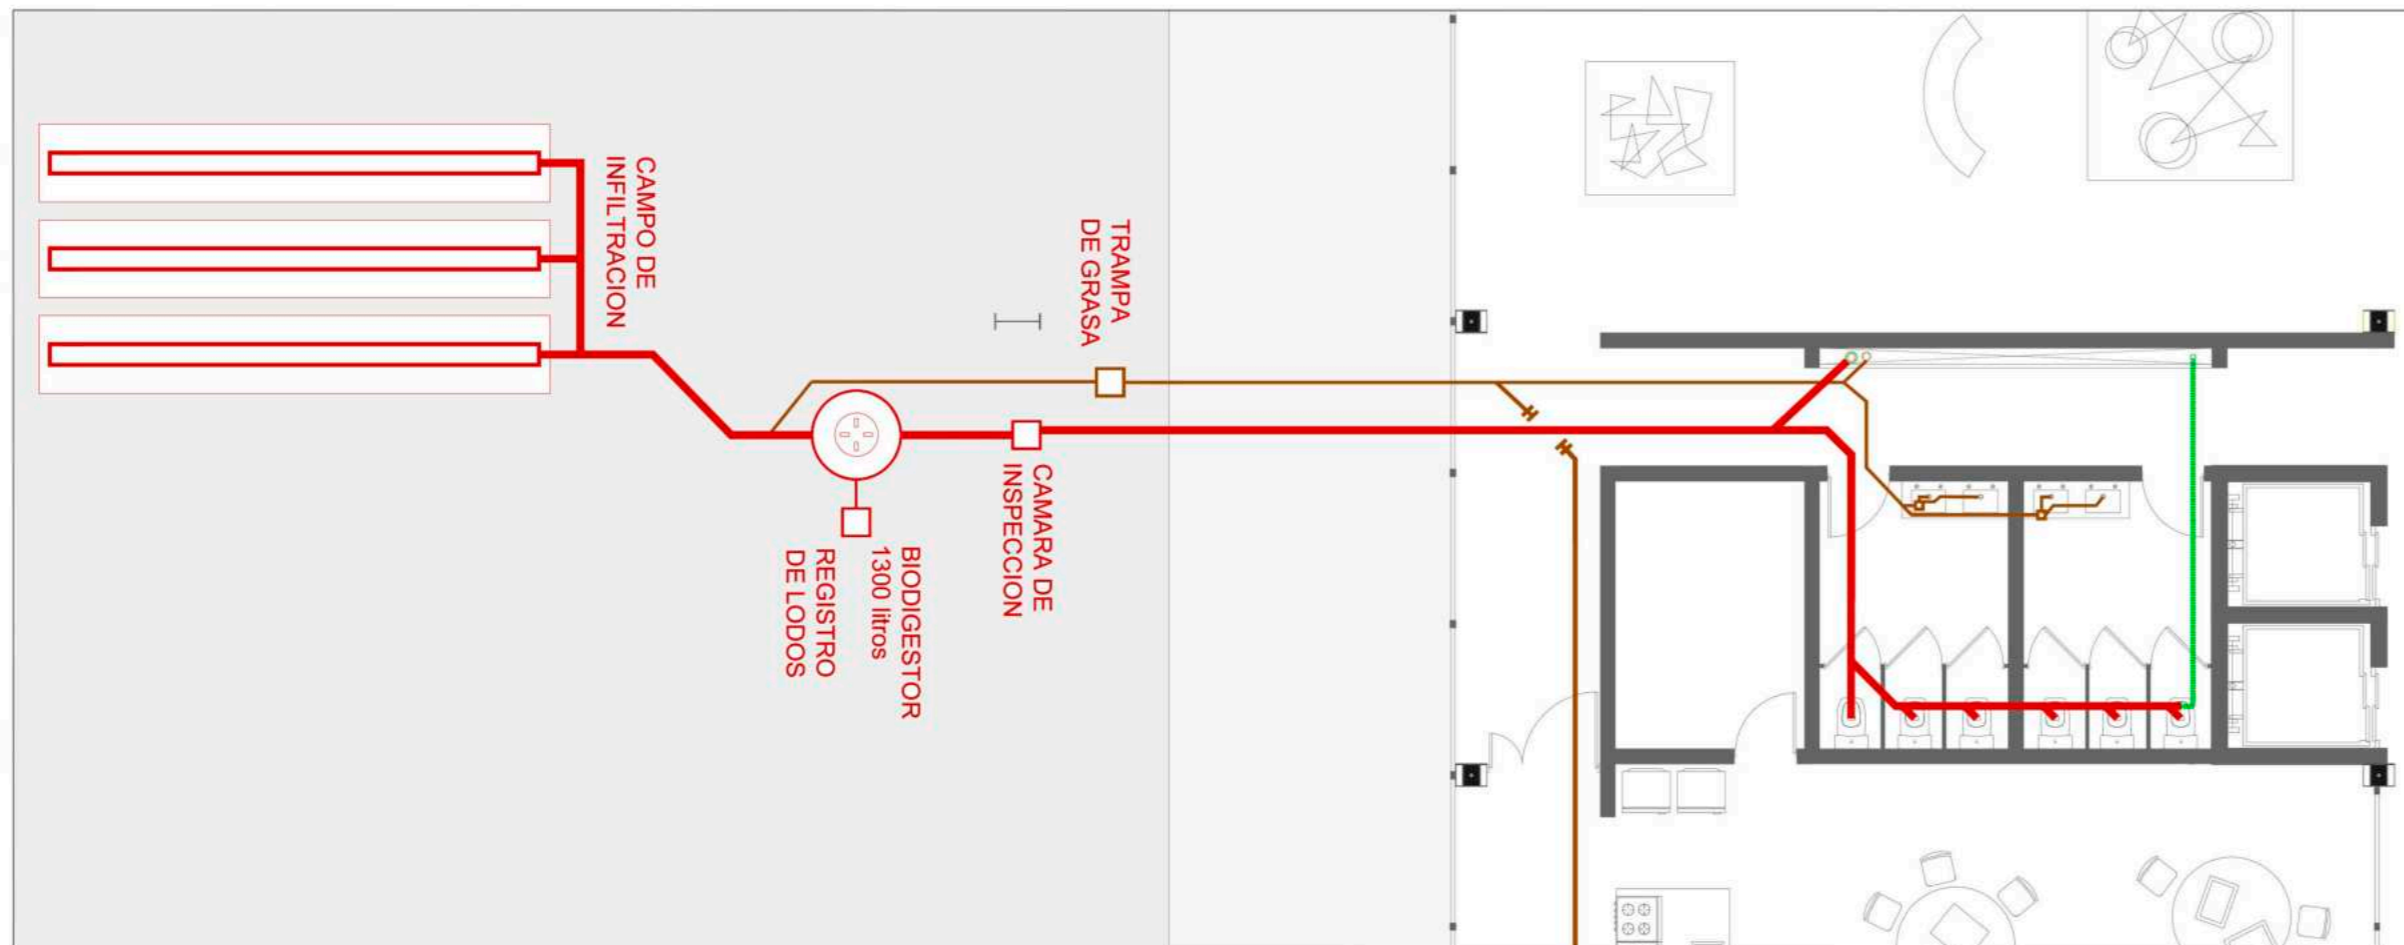 CAMPO DE
INFILTRACION
TRAMPA
DE GRASA
CAMARA DE
INSPECCION
BIODIGESTOR
1300 litros
REGISTRO
DE LODOS